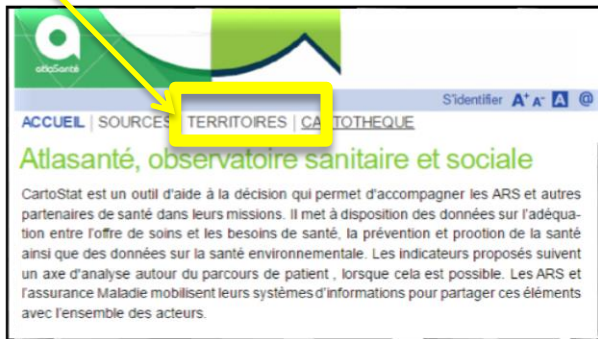 atlaSanté
S'identifier A+ A- A @
ACCUEIL | SOURCES | TERRITOIRES | CARTOTHEQUE
Atlasanté, observatoire sanitaire et sociale
CartoStat est un outil d'aide à la décision qui permet d'accompagner les ARS et autres
partenaires de santé dans leurs missions. Il met à disposition des données sur l'adéqua-
tion entre l'offre de soins et les besoins de santé, la prévention et prootion de la santé
ainsi que des données sur la santé environnementale. Les indicateurs proposés suivent
un axe d'analyse autour du parcours de patient , lorsque cela est possible. Les ARS et
l'assurance Maladie mobilisent leurs systèmes d'informations pour partager ces éléments
avec l'ensemble des acteurs.